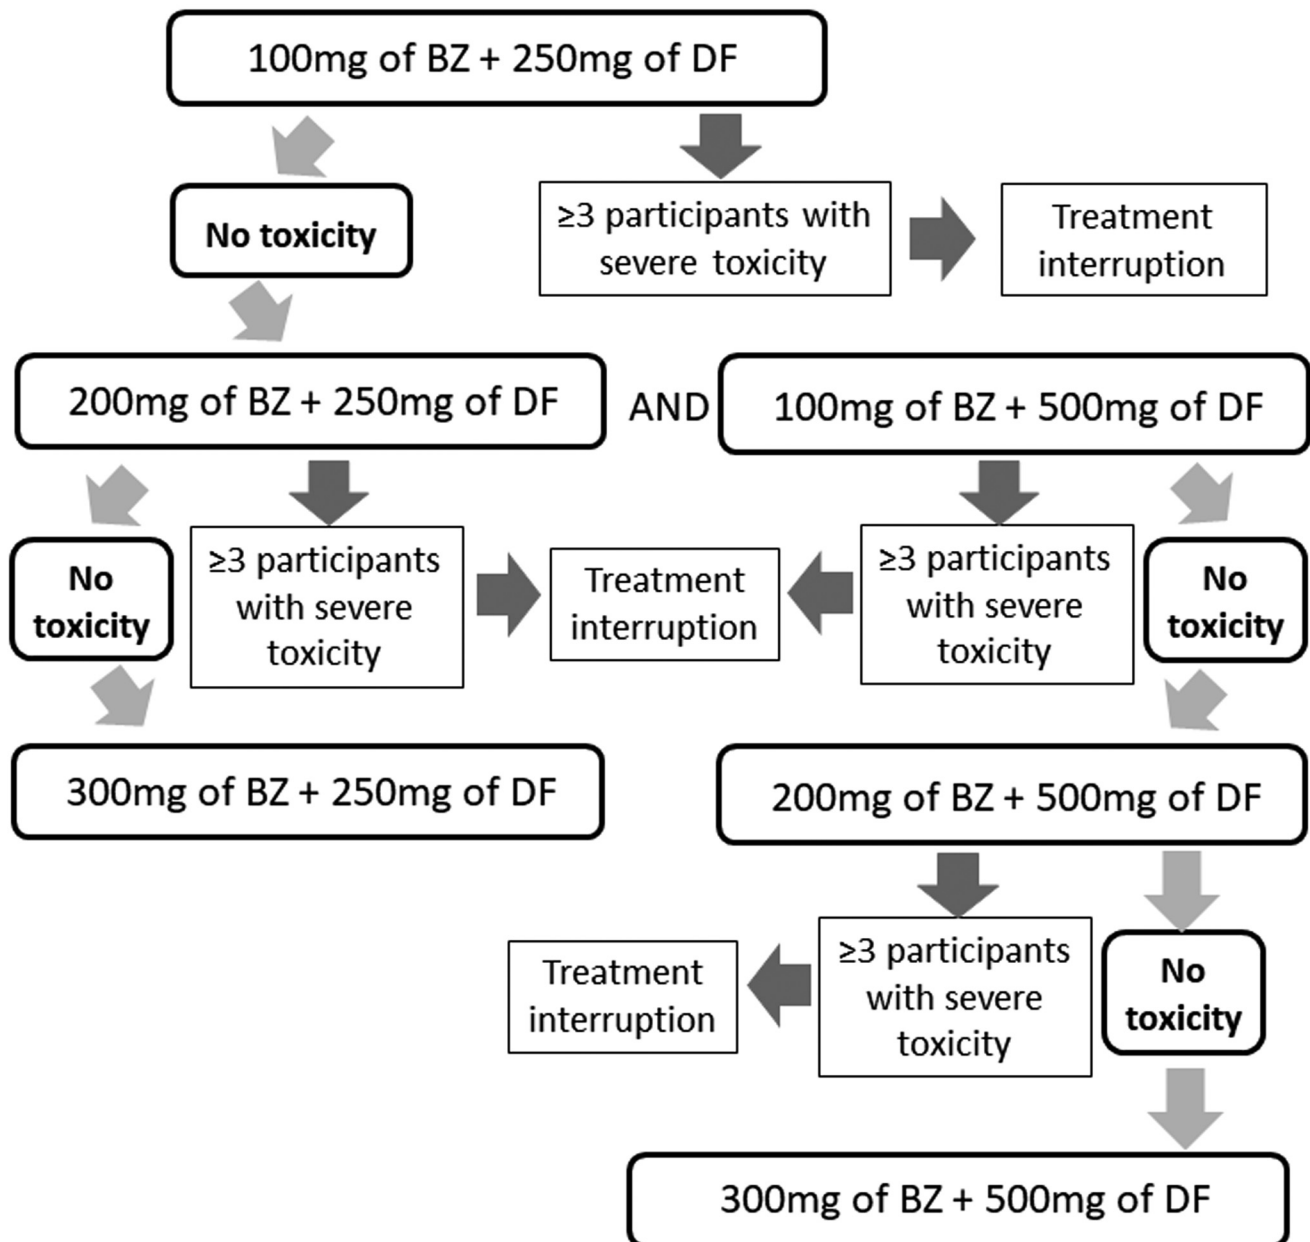 100mg of BZ + 250mg of DF
No toxicity
≥3 participants with
severe toxicity
Treatment
interruption
200mg of BZ + 250mg of DF
AND
100mg of BZ + 500mg of DF
No
toxicity
≥3 participants
with severe
toxicity
Treatment
interruption
≥3 participants
with severe
toxicity
No
toxicity
300mg of BZ + 250mg of DF
200mg of BZ + 500mg of DF
Treatment
interruption
≥3 participants
with severe
toxicity
No
toxicity
300mg of BZ + 500mg of DF